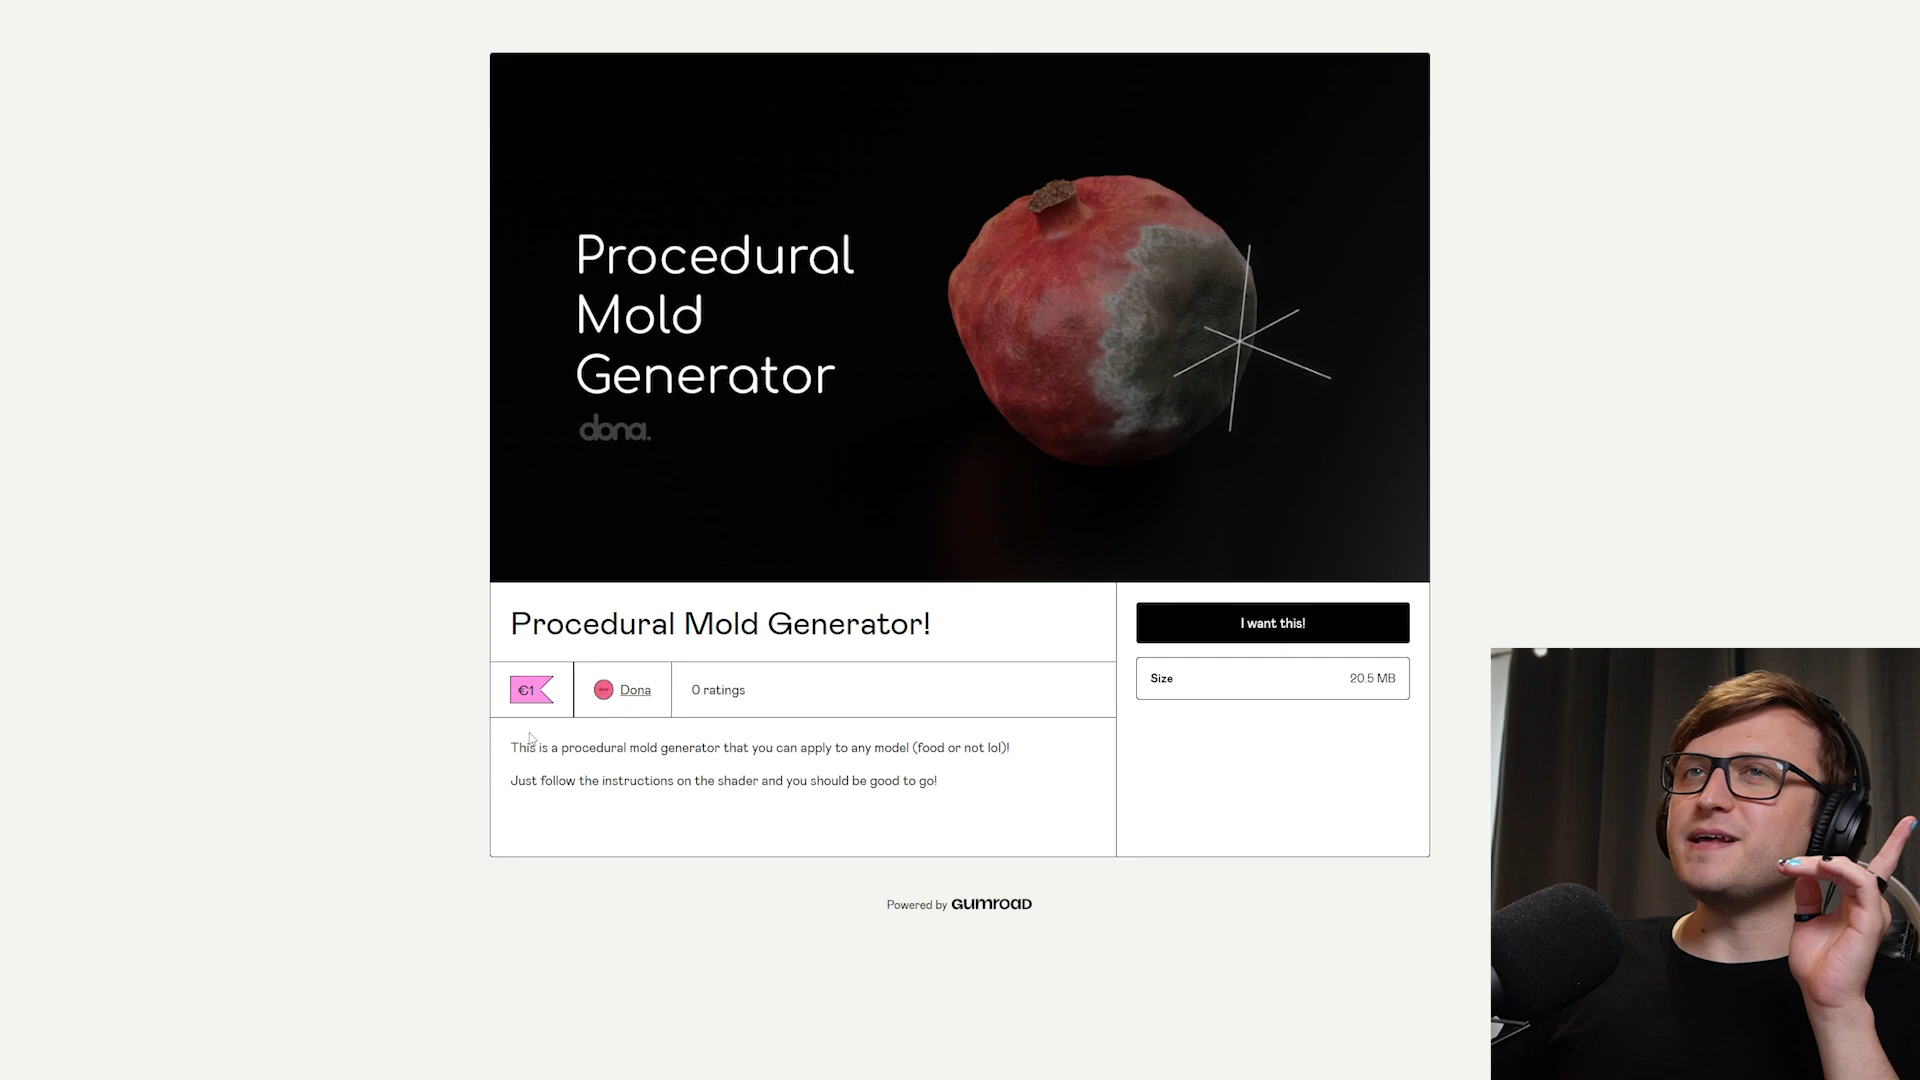 Procedural
Mold
Generator
dona.
Procedural Mold Generator!
I want this!
€1
Dona
0 ratings
Size
20.5 MB
This is a procedural mold generator that you can apply to any model (food or not lol)!
Just follow the instructions on the shader and you should be good to go!
Powered by GUMROAD